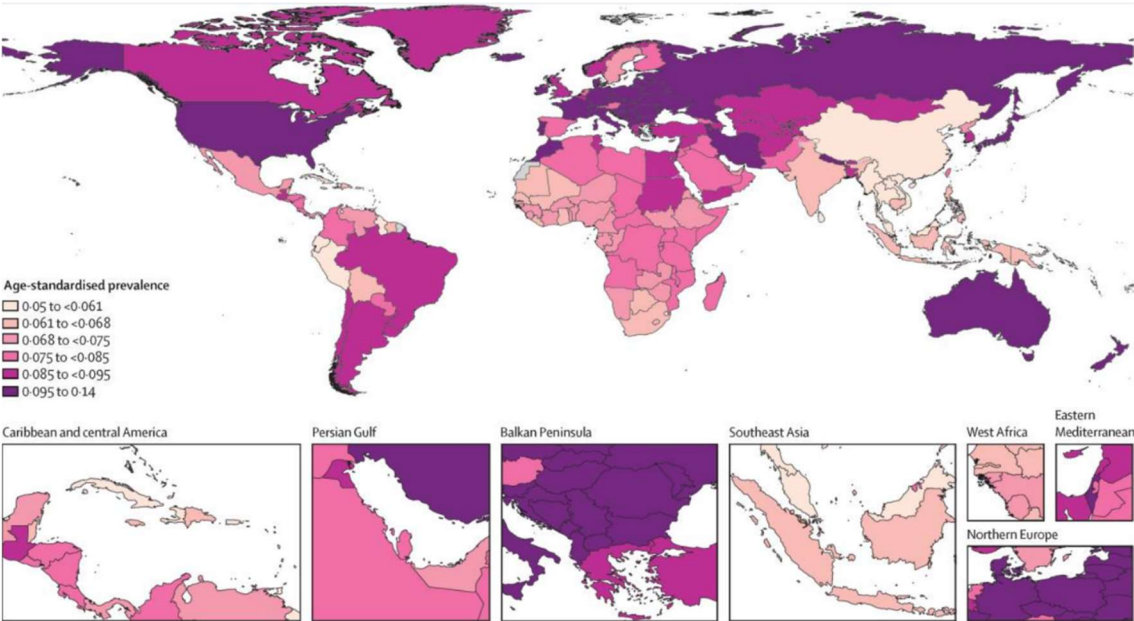 Age-standardised prevalence
0·05 to <0·061
0·061 to <0·068
0·068 to <0·075
0·075 to <0·085
0·085 to <0·095
0·095 to 0·14
Caribbean and central America
Persian Gulf
Balkan Peninsula
Southeast Asia
West Africa
Eastern
Mediterranean
Northern Europe